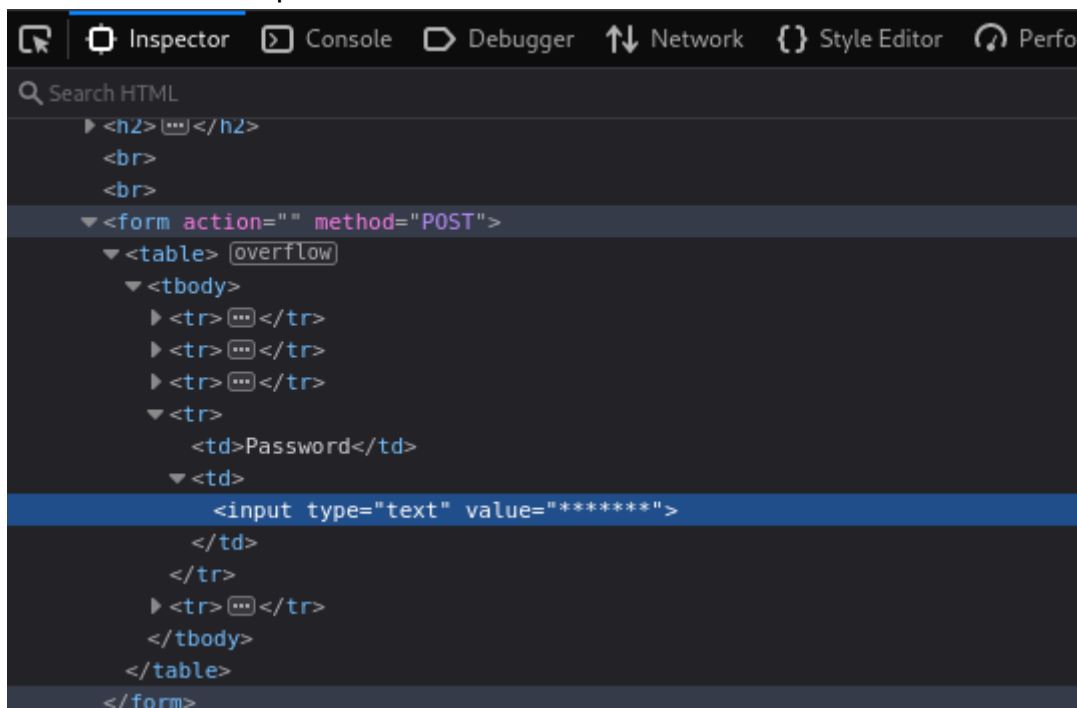 Inspector Console Debugger Network {} Style Editor Perfo
Search HTML
<h2></h2>
<br>
<br>
<form action="" method="POST">
<table> overflow
<tbody>
<tr></tr>
<tr></tr>
<tr></tr>
<tr>
<td>Password</td>
<td>
<input type="text" value="*******">
</td>
</tr>
<tr></tr>
</tbody>
</table>
</form>